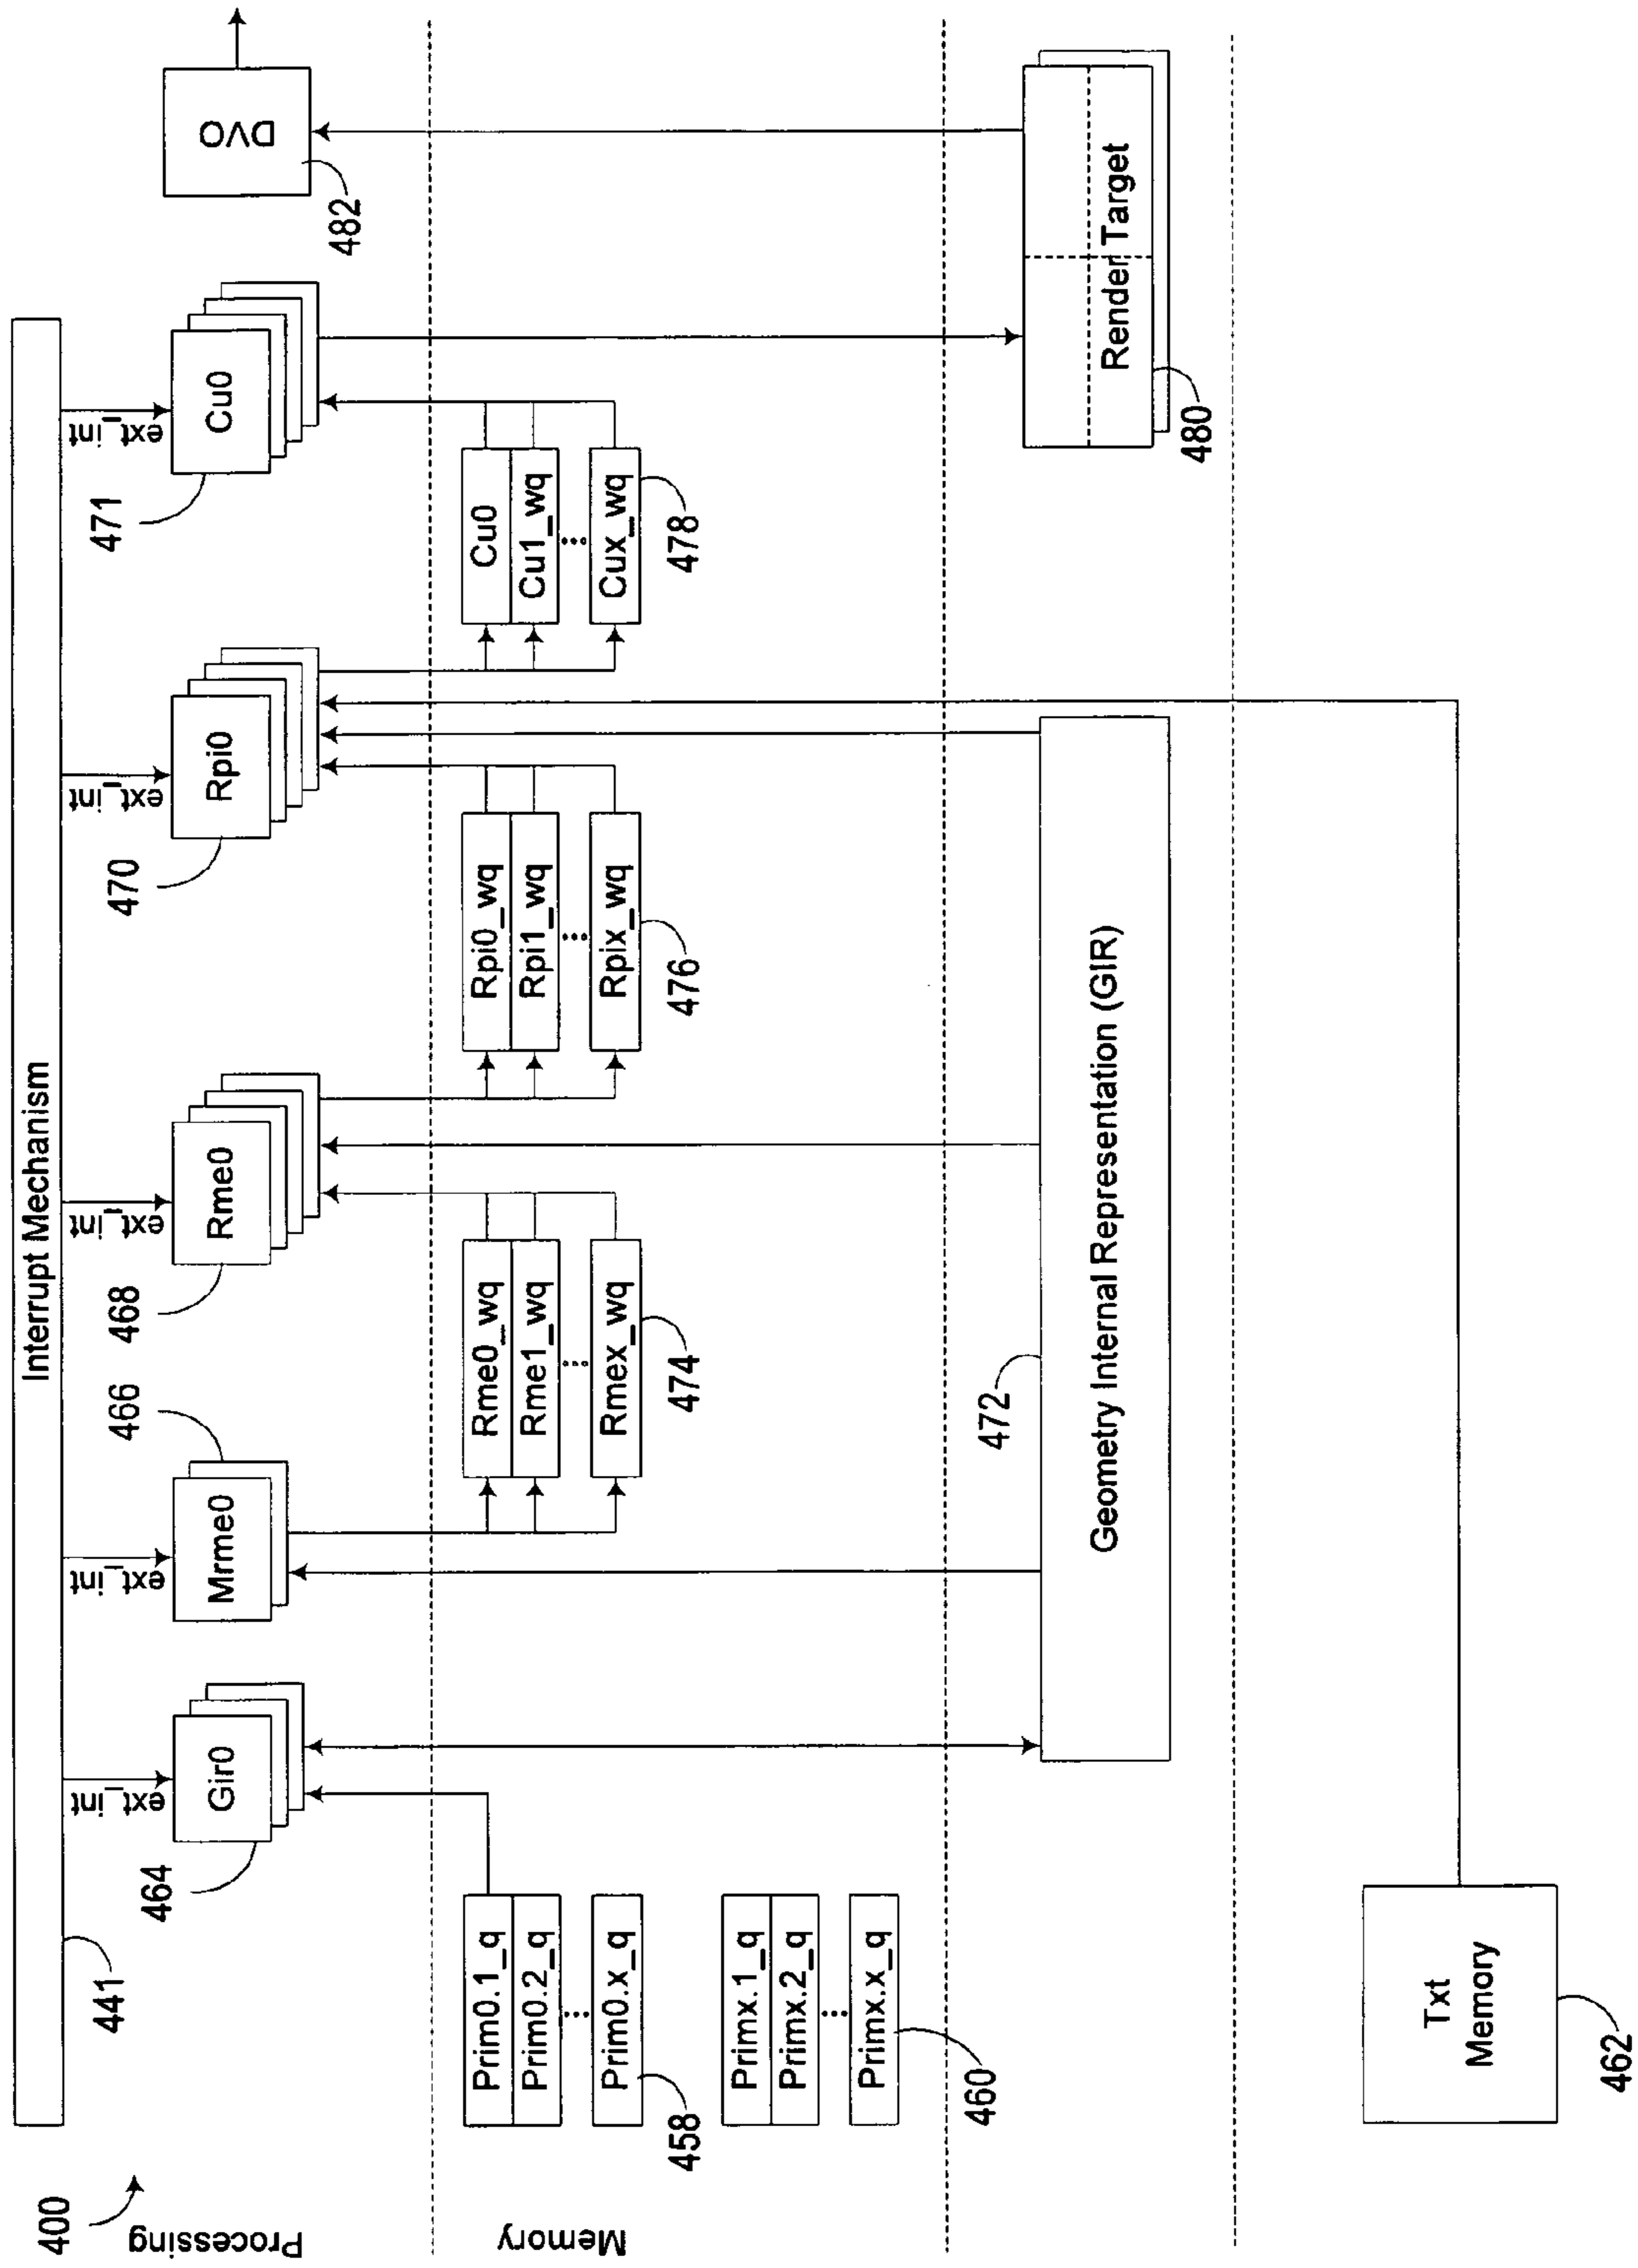 400
Processing
Memory
441
Interrupt Mechanism
ext_int
ext_int
ext_int
ext_int
ext_int
464
Gir0
466
Mrme0
468
Rme0
470
Rpi0
471
Cu0
DVO
482
Prim0.1_q
Prim0.2_q
...
Prim0.x_q
458
Primx.1_q
Primx.2_q
...
Primx.x_q
460
Rme0_wq
Rme1_wq
...
Rmex_wq
474
Rpi0_wq
Rpi1_wq
...
Rpix_wq
476
Cu0
Cu1_wq
...
Cux_wq
478
472
Geometry Internal Representation (GIR)
Render Target
480
Txt
Memory
462